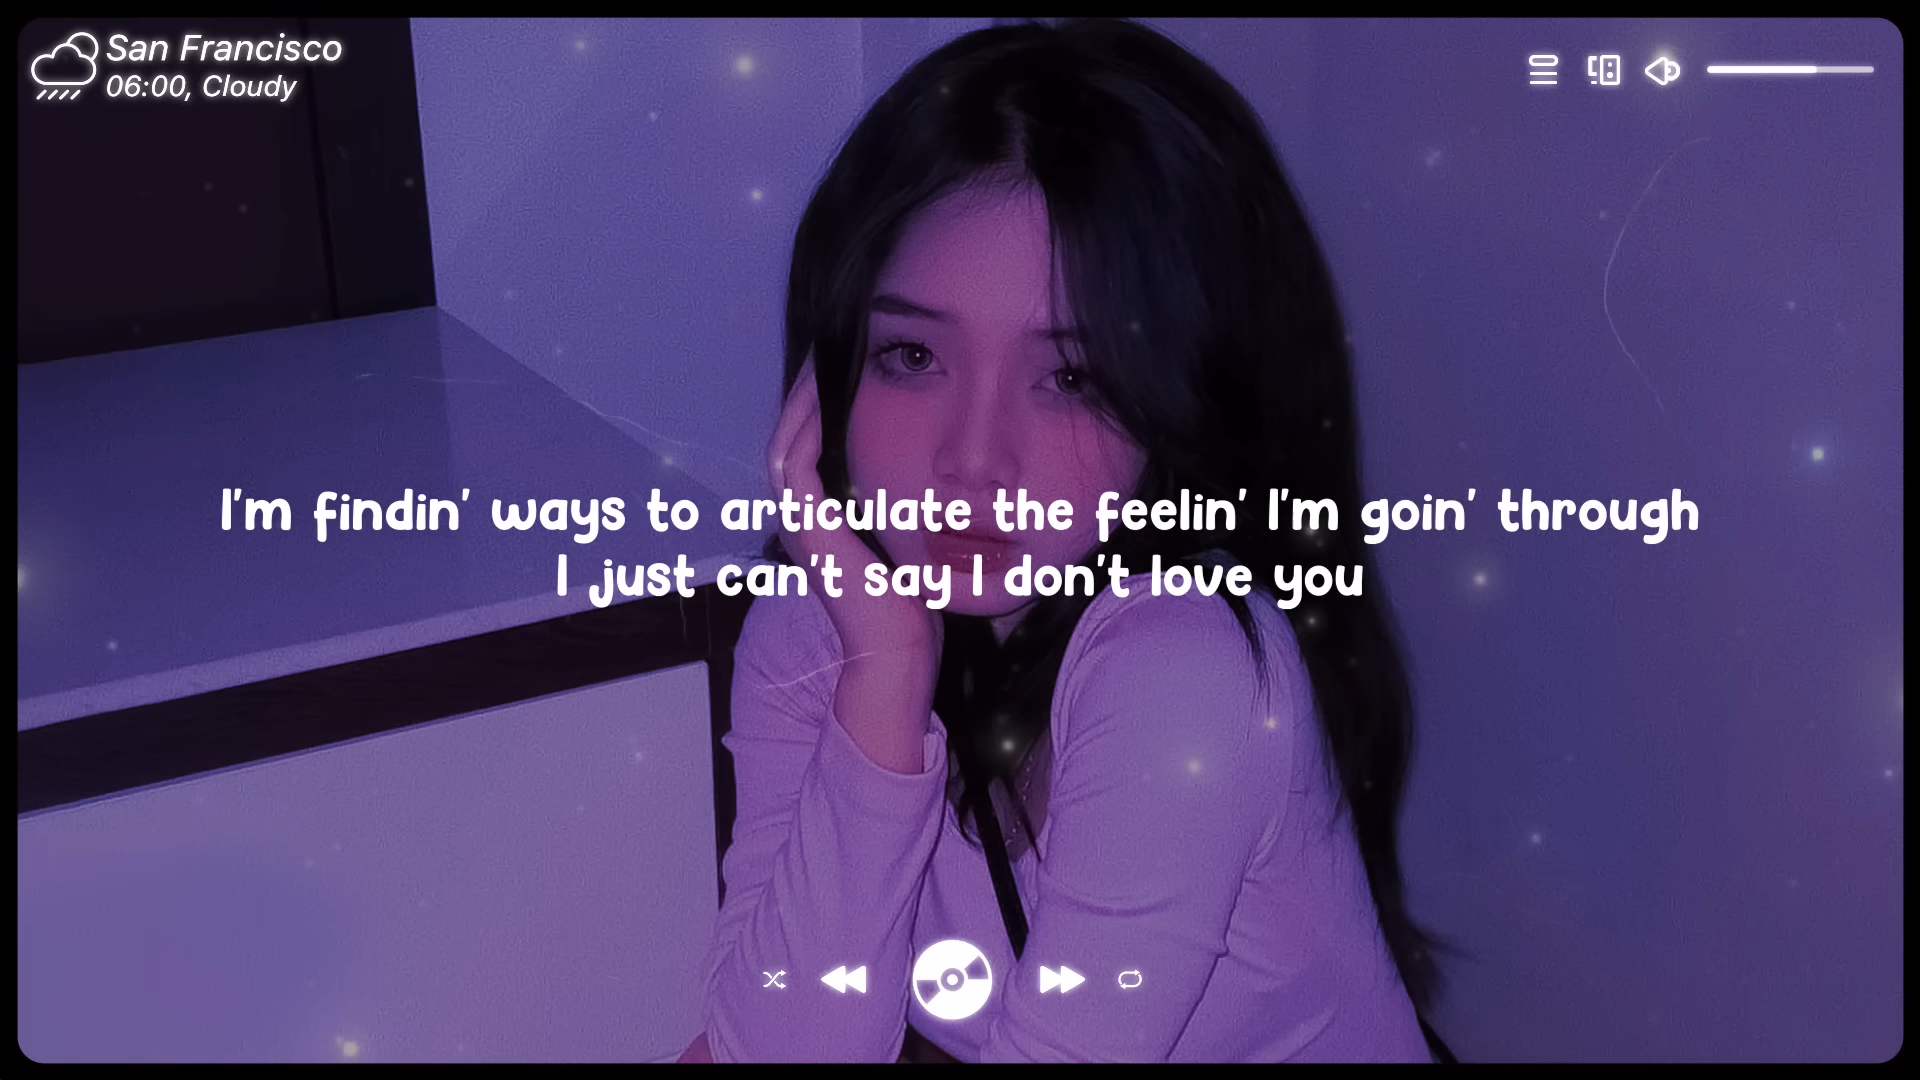 San Francisco
06:00, Cloudy
I'm findin' ways to articulate the feelin' I'm goin' through
I just can't say I don't love you